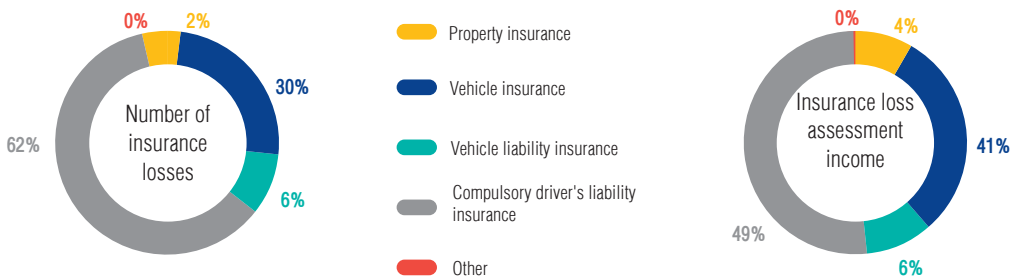 0%
2%
30%
6%
62%
Number of
insurance
losses
Property insurance
Vehicle insurance
Vehicle liability insurance
Compulsory driver's liability
insurance
Other
0%
4%
41%
6%
49%
Insurance loss
assessment
income